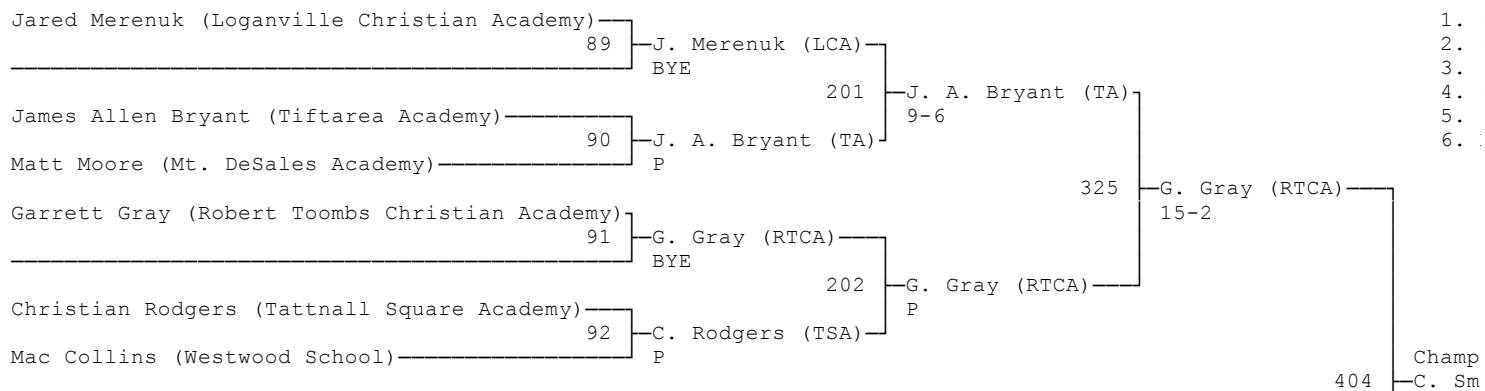 Jared Merenuk (Loganville Christian Academy) 1.
89 J. Merenuk (LCA) 2.
BYE 3.
201 J. A. Bryant (TA) 4.
James Allen Bryant (Tiftarea Academy) 9-6 5.
90 J. A. Bryant (TA) 6.
Matt Moore (Mt. DeSales Academy) P
325 G. Gray (RTCA)
Garrett Gray (Robert Toombs Christian Academy) 15-2
91 G. Gray (RTCA)
BYE
202 G. Gray (RTCA)
Christian Rodgers (Tattnall Square Academy) P
92 C. Rodgers (TSA)
Mac Collins (Westwood School) P Champ
404 C. Sm